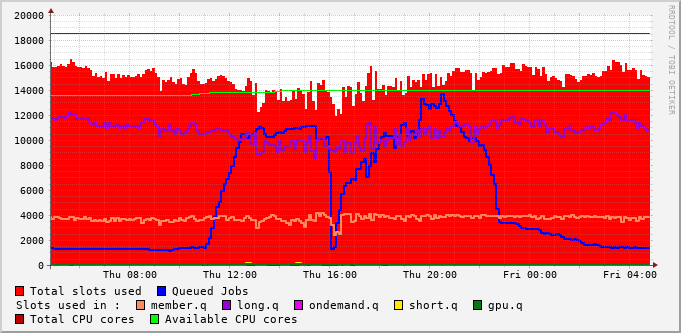 20000
18000
16000
14000
12000
10000
8000
6000
4000
2000
0
Thu 08:00 Thu 12:00 Thu 16:00 Thu 20:00 Fri 00:00 Fri 04:00
Total slots used Queued Jobs
Slots used in : member.q long.q ondemand.q short.q gpu.q
Total CPU cores Available CPU cores
RRDTOOL / TOBI OETIKER